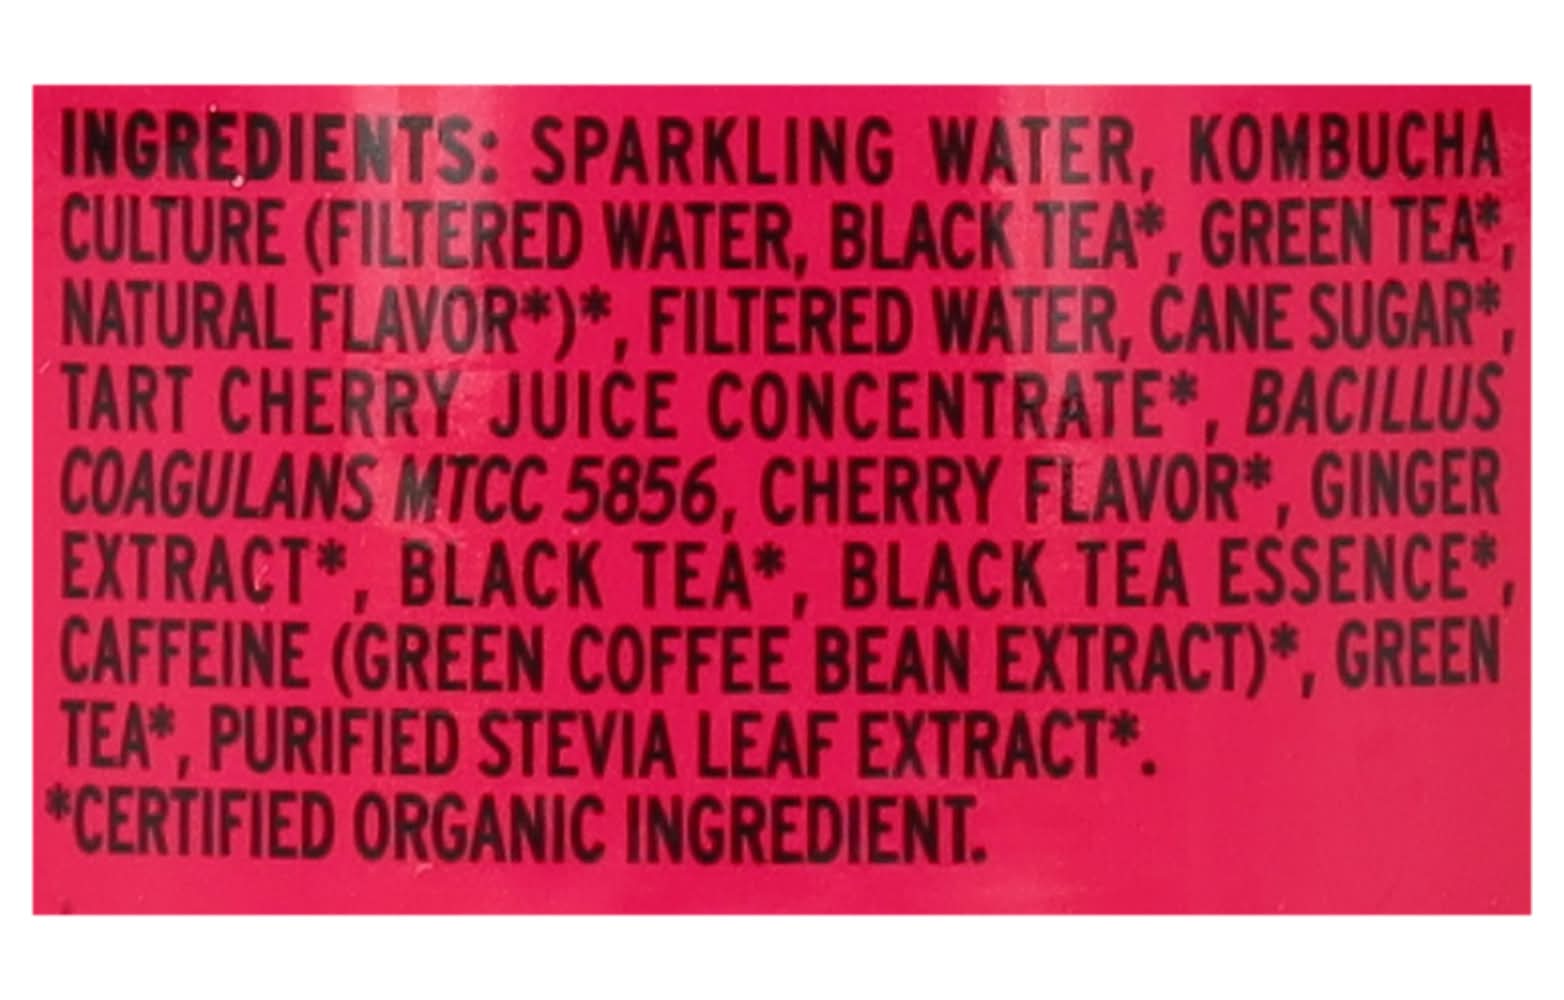 INGREDIENTS: SPARKLING WATER, KOMBUCHA
CULTURE (FILTERED WATER, BLACK TEA*, GREEN TEA*,
NATURAL FLAVOR*)*, FILTERED WATER, CANE SUGAR*,
TART CHERRY JUICE CONCENTRATE*, BACILLUS
COAGULANS MTCC 5856, CHERRY FLAVOR*, GINGER
EXTRACT*, BLACK TEA*, BLACK TEA ESSENCE*,
CAFFEINE (GREEN COFFEE BEAN EXTRACT)*, GREEN
TEA*, PURIFIED STEVIA LEAF EXTRACT*.
*CERTIFIED ORGANIC INGREDIENT.